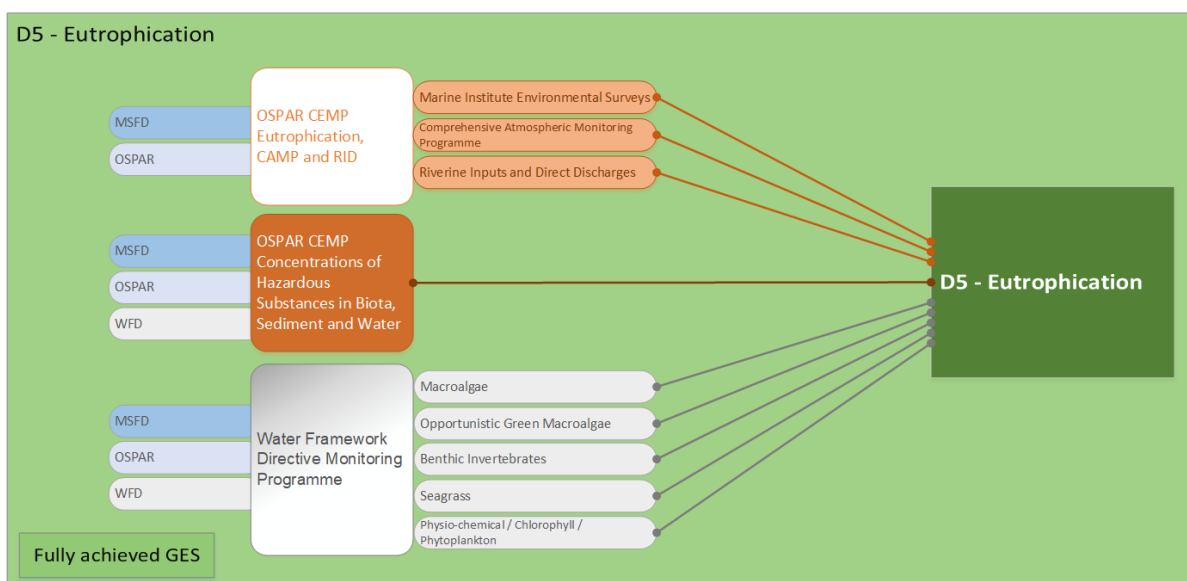 D5 - Eutrophication
MSFD
OSPAR
OSPAR CEMP
Eutrophication,
CAMP and RID
Marine Institute Environmental Surveys
Comprehensive Atmospheric Monitoring
Programme
Riverine Inputs and Direct Discharges
MSFD
OSPAR
WFD
OSPAR CEMP
Concentrations of
Hazardous
Substances in Biota,
Sediment and Water
D5 - Eutrophication
MSFD
OSPAR
WFD
Water Framework
Directive Monitoring
Programme
Macroalgae
Opportunistic Green Macroalgae
Benthic Invertebrates
Seagrass
Physio-chemical / Chlorophyll /
Phytoplankton
Fully achieved GES